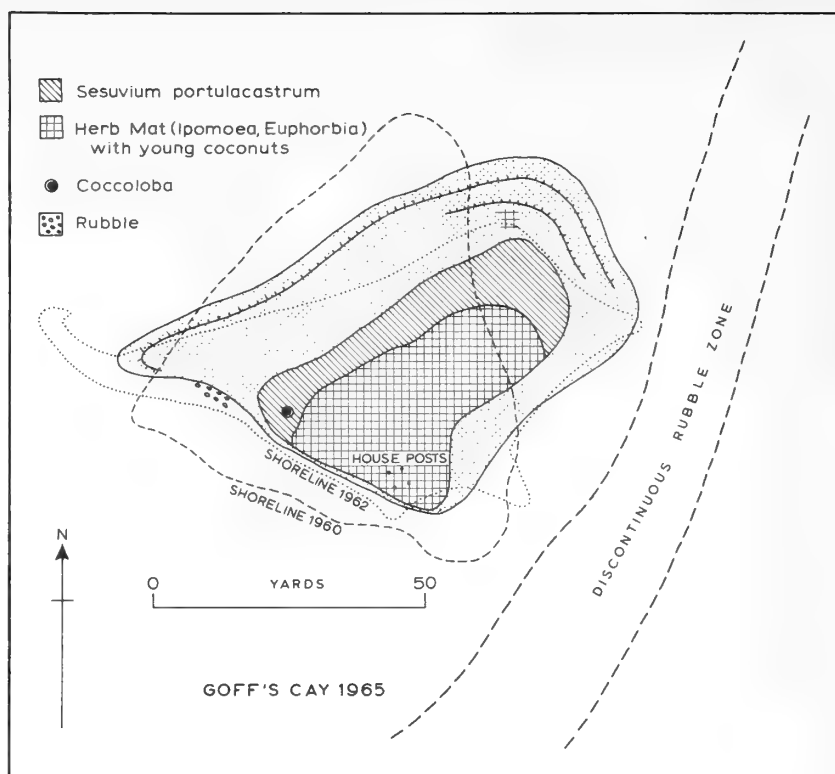 Sesuvium portulacastrum
Herb Mat (Ipomoea, Euphorbia)
with young coconuts
Coccoloba
Rubble
HOUSE POSTS
SHORELINE 1962
SHORELINE 1960
DISCONTINUOUS RUBBLE ZONE
N
0 YARDS 50
GOFF'S CAY 1965